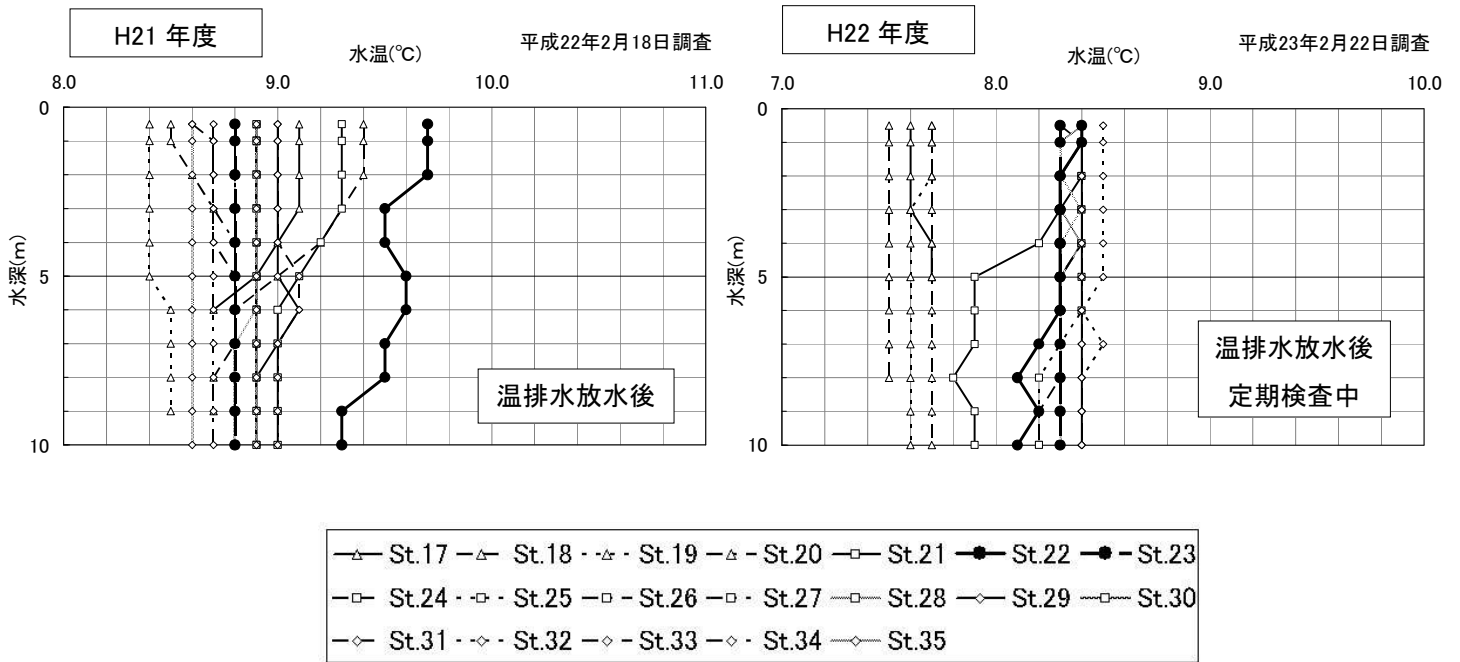 H21 年度
水温(℃)
平成22年2月18日調査
8.0 9.0 10.0 11.0
0
5
10
水深(m)
温排水放水後
H22 年度
水温(℃)
平成23年2月22日調査
7.0 8.0 9.0 10.0
0
5
10
水深(m)
温排水放水後
定期検査中
St.17 St.18 St.19 St.20 St.21 St.22 St.23
St.24 St.25 St.26 St.27 St.28 St.29 St.30
St.31 St.32 St.33 St.34 St.35